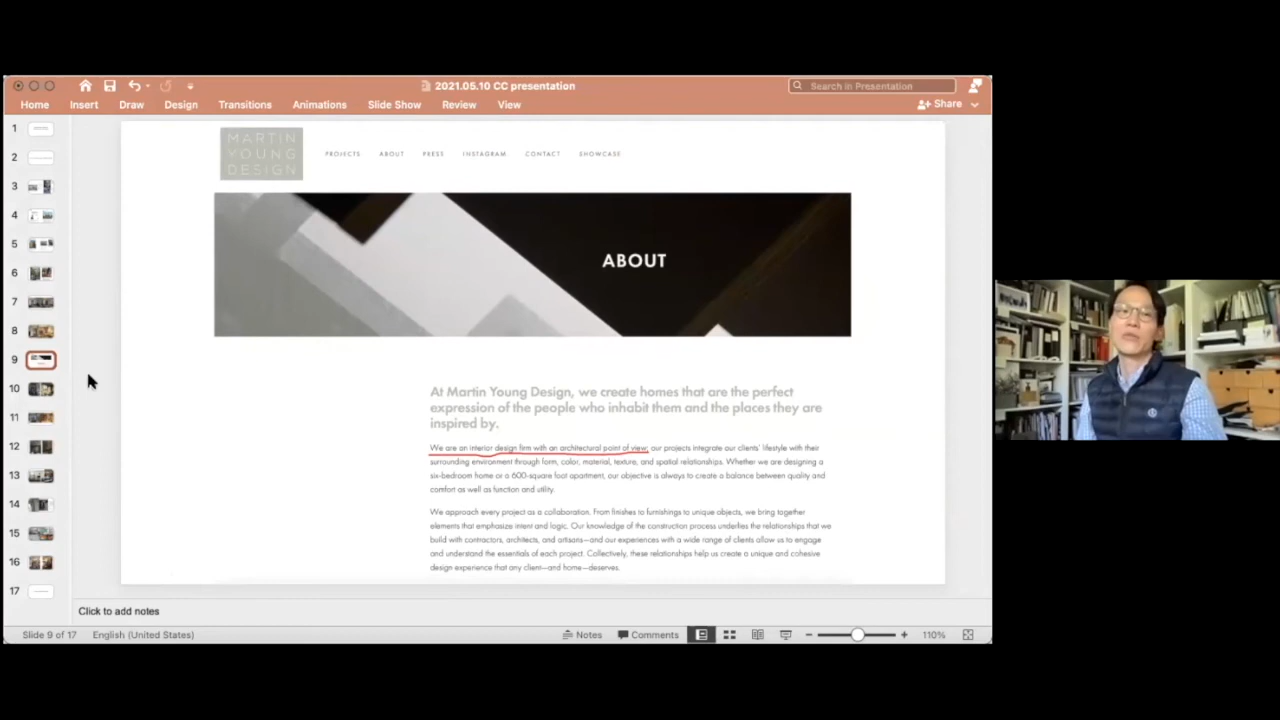 2021.05.10 CC presentation
Search in Presentation
Home Insert Draw Design Transitions Animations Slide Show Review View
Share
1
2
3
4
5
6
7
8
9
10
11
12
13
14
15
16
17
MARTIN
YOUNG
DESIGN
PROJECTS ABOUT PRESS INSTAGRAM CONTACT SHOWCASE
ABOUT
At Martin Young Design, we create homes that are the perfect
expression of the people who inhabit them and the places they are
inspired by.
We are an interior design firm with an architectural point of view; our projects integrate our clients' lifestyle with their
surrounding environment through form, color, material, texture, and spatial relationships. Whether we are designing a
six-bedroom home or a 600-square foot apartment, our objective is always to create a balance between quality and
comfort as well as function and utility.
We approach every project as a collaboration. From finishes to furnishings to unique objects, we bring together
elements that emphasize intent and logic. Our knowledge of the construction process underlies the relationships that we
build with contractors, architects, and artisans—and our experiences with a wide range of clients allow us to engage
and understand the essentials of each project. Collectively, these relationships help us create a unique and cohesive
design experience that any client—and home—deserves.
Click to add notes
Slide 9 of 17 English (United States) Notes Comments 110%